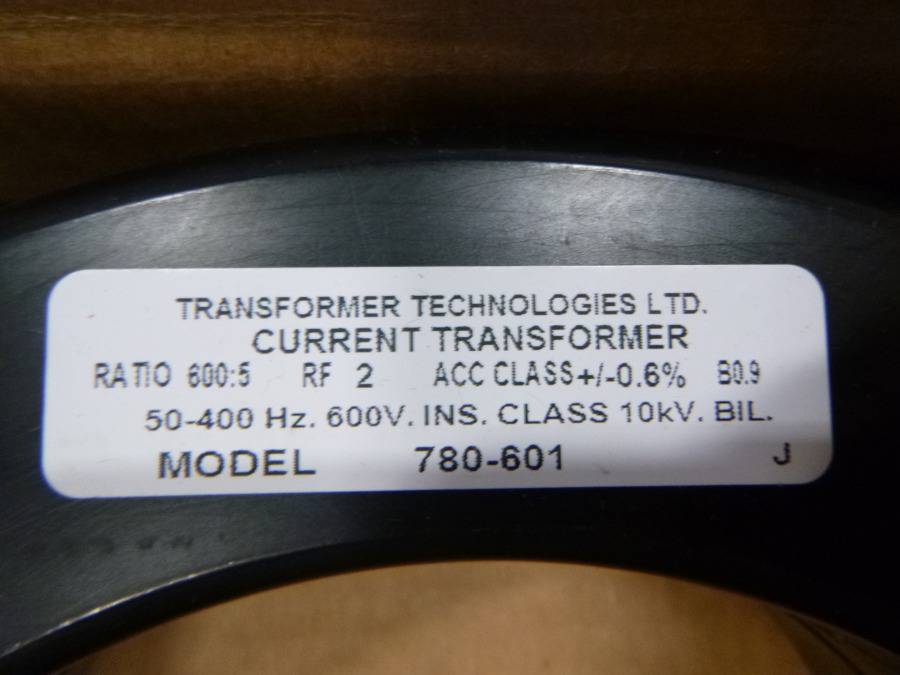 TRANSFORMER TECHNOLOGIES LTD.
CURRENT TRANSFORMER
RATIO 600:5 RF 2 ACC CLASS+/-0.6% B0.9
50-400 Hz. 600V. INS. CLASS 10kV. BIL.
MODEL 780-601 J